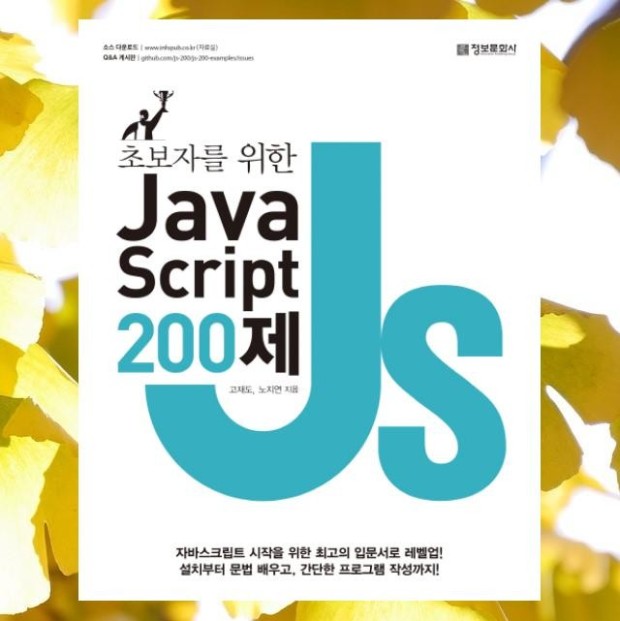 소스 다운로드 | www.infopub.co.kr (자료실)
Q&A 게시판 | github.com/js-200/js-200-examples/issues
정보문화사
초보자를 위한
Java
Script
200제
JS
고재도, 노지연 지음
자바스크립트 시작을 위한 최고의 입문서로 레벨업!
설치부터 문법 배우고, 간단한 프로그램 작성까지!